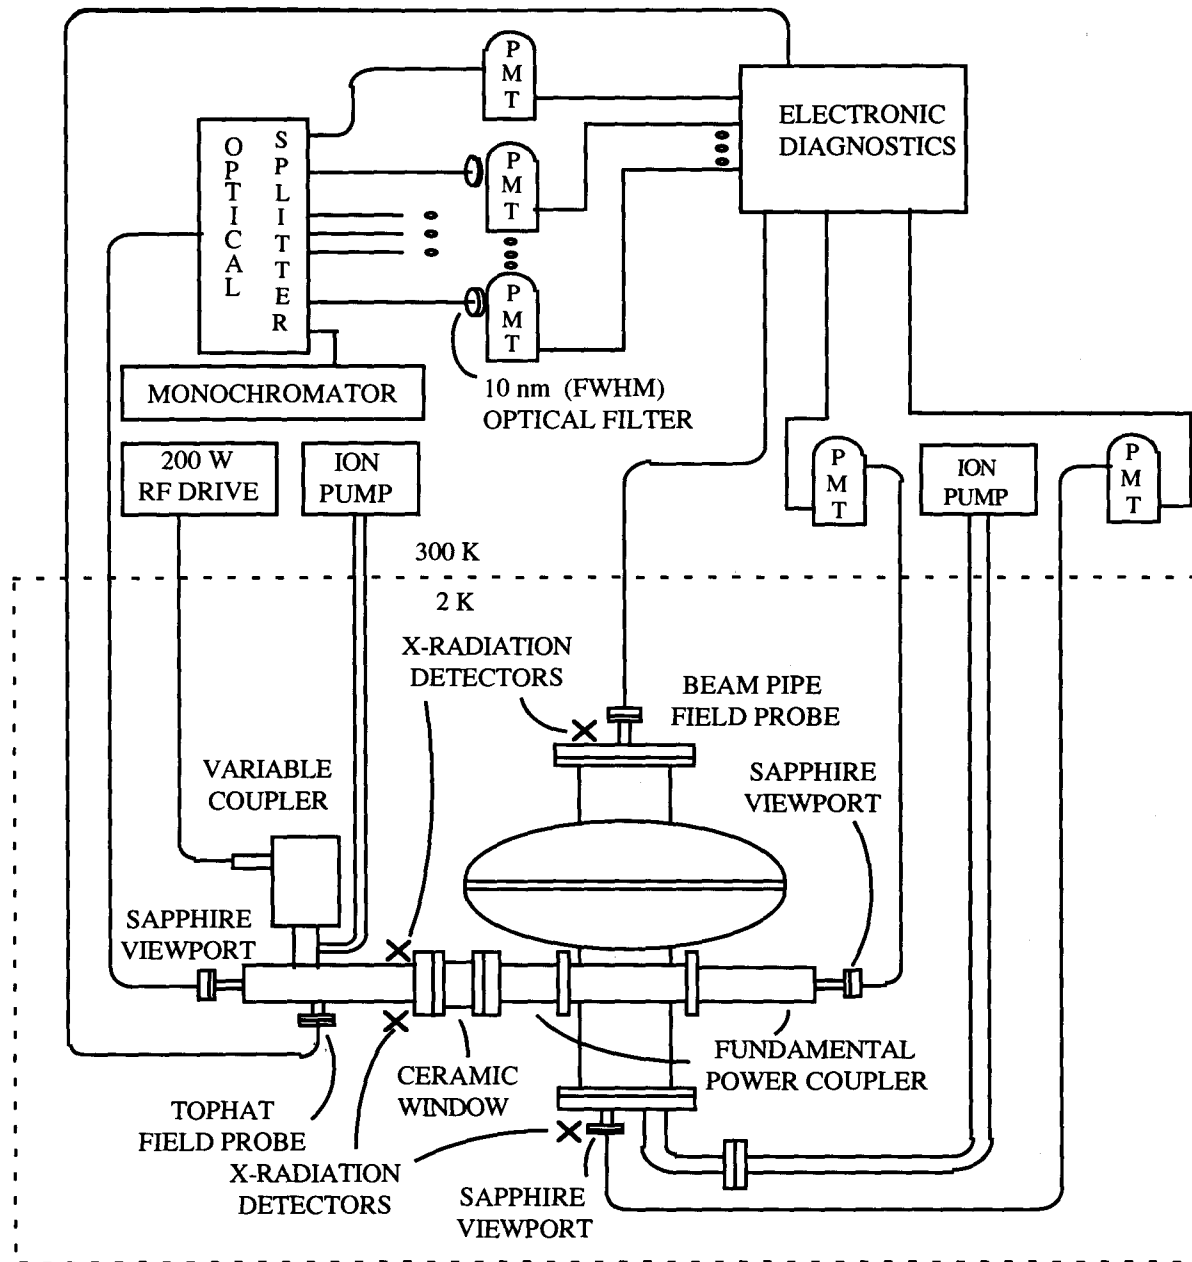 PMT
ELECTRONIC
DIAGNOSTICS
OPTICAL
SPLITTER
PMT
PMT
10 nm (FWHM)
OPTICAL FILTER
MONOCHROMATOR
200 W
RF DRIVE
ION
PUMP
PMT
ION
PUMP
PMT
300 K
2 K
X-RADIATION
DETECTORS
BEAM PIPE
FIELD PROBE
VARIABLE
COUPLER
SAPPHIRE
VIEWPORT
SAPPHIRE
VIEWPORT
FUNDAMENTAL
POWER COUPLER
CERAMIC
WINDOW
TOPHAT
FIELD PROBE
X-RADIATION
DETECTORS
SAPPHIRE
VIEWPORT